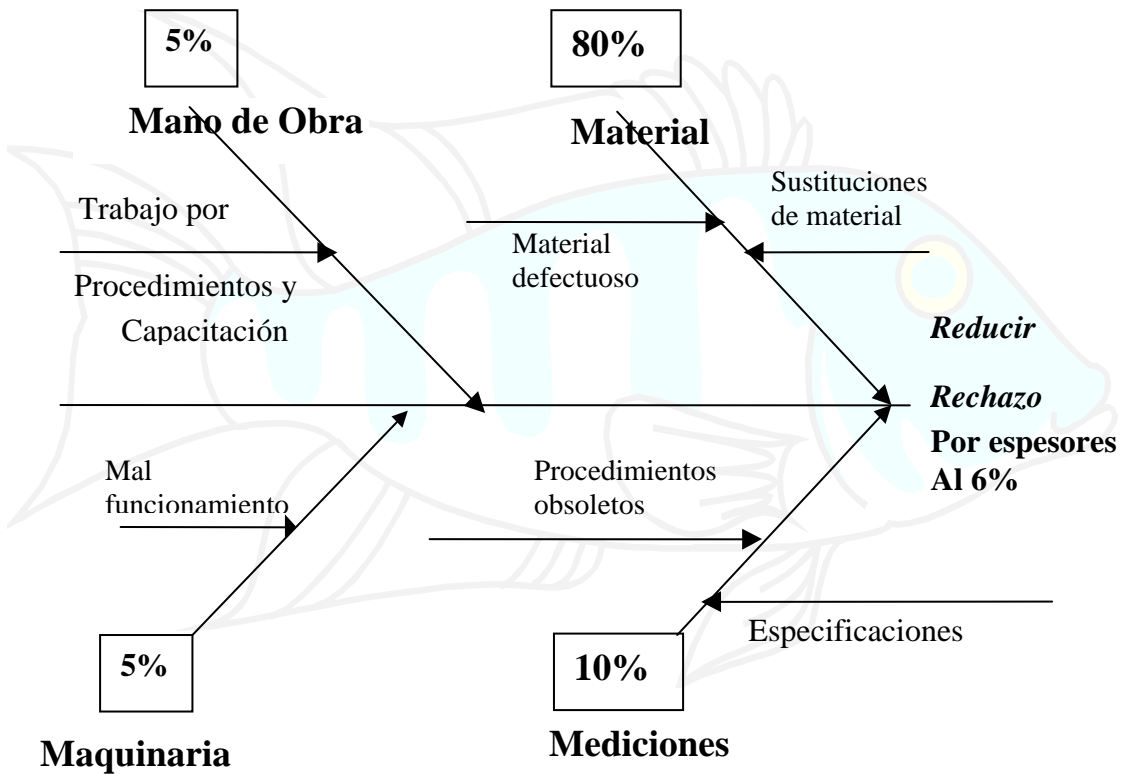 5%
80%
Mano de Obra
Material
Trabajo por
Procedimientos y
Capacitación
Material
defectuoso
Sustituciones
de material
Reducir
Rechazo
Por espesores
Al 6%
Mal
funcionamiento
Procedimientos
obsoletos
Especificaciones
5%
10%
Maquinaria
Mediciones